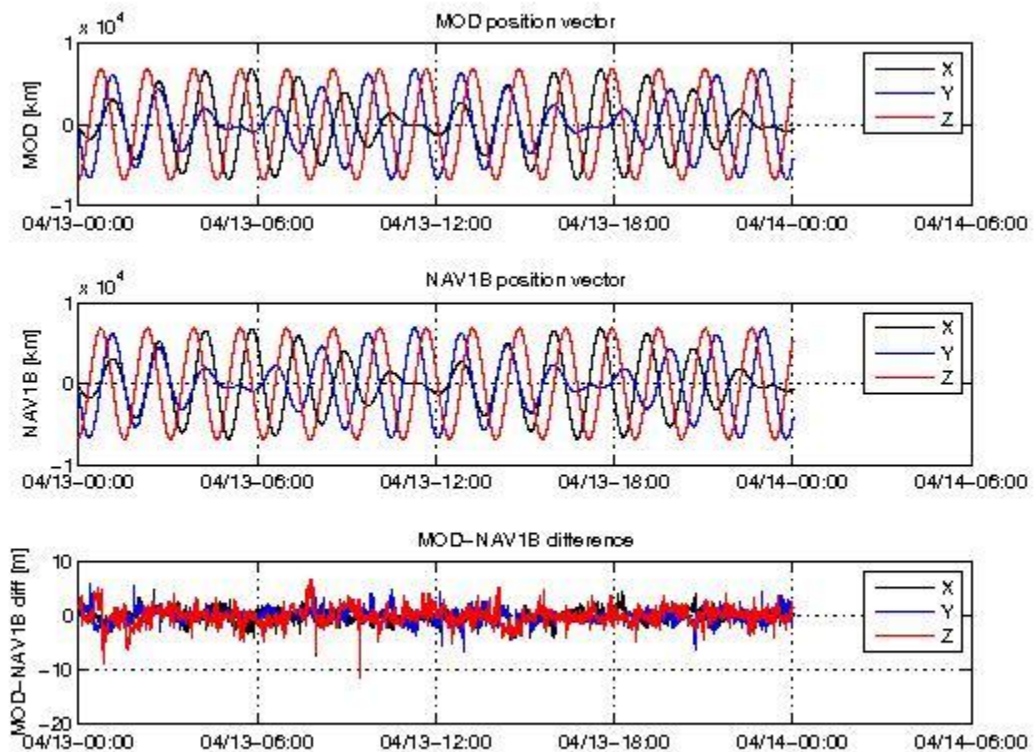 MOD position vector
x 10^4
1
0
−1
MOD [km]
X
Y
Z
04/13−00:00 04/13−06:00 04/13−12:00 04/13−18:00 04/14−00:00 04/14−06:00
NAV1B position vector
x 10^4
1
0
−1
NAV1B [km]
X
Y
Z
04/13−00:00 04/13−06:00 04/13−12:00 04/13−18:00 04/14−00:00 04/14−06:00
MOD−NAV1B difference
10
0
−10
−20
MOD−NAV1B diff [m]
X
Y
Z
04/13−00:00 04/13−06:00 04/13−12:00 04/13−18:00 04/14−00:00 04/14−06:00